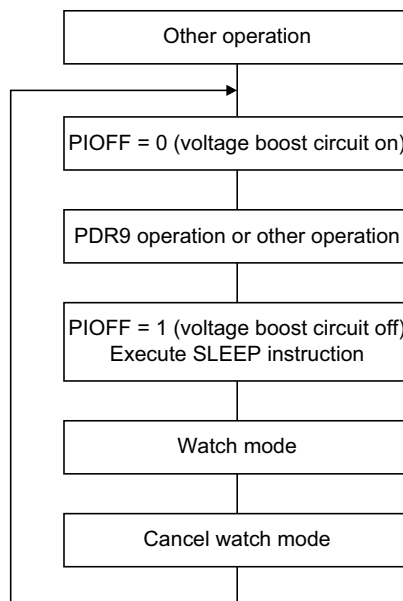 Other operation
PIOFF = 0 (voltage boost circuit on)
PDR9 operation or other operation
PIOFF = 1 (voltage boost circuit off)
Execute SLEEP instruction
Watch mode
Cancel watch mode